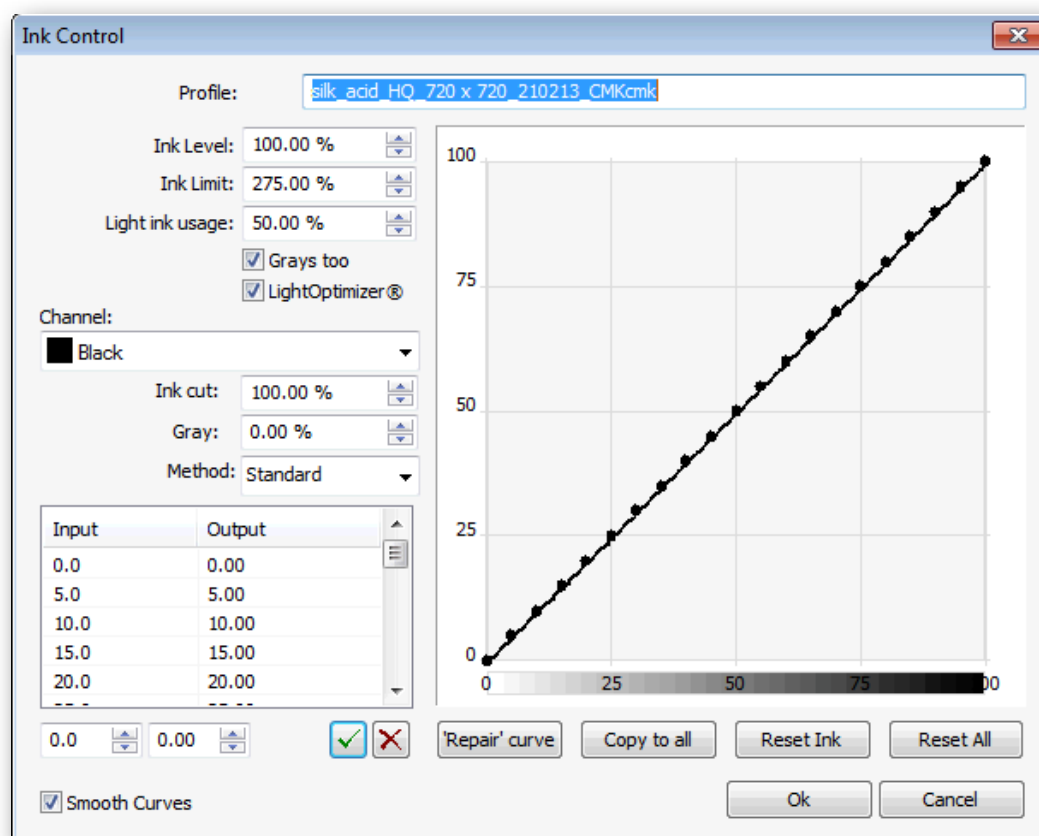 Ink Control
Profile: silk_acid_HQ_720 x 720_210213_CMKcmk
Ink Level: 100.00 %
Ink Limit: 275.00 %
Light ink usage: 50.00 %
Grays too
LightOptimizer®
Channel:
Black
Ink cut: 100.00 %
Gray: 0.00 %
Method: Standard
Input Output
0.0 0.00
5.0 5.00
10.0 10.00
15.0 15.00
20.0 20.00
100
75
50
25
0
0 25 50 75 00
0.0 0.00
'Repair' curve Copy to all Reset Ink Reset All
Smooth Curves
Ok Cancel